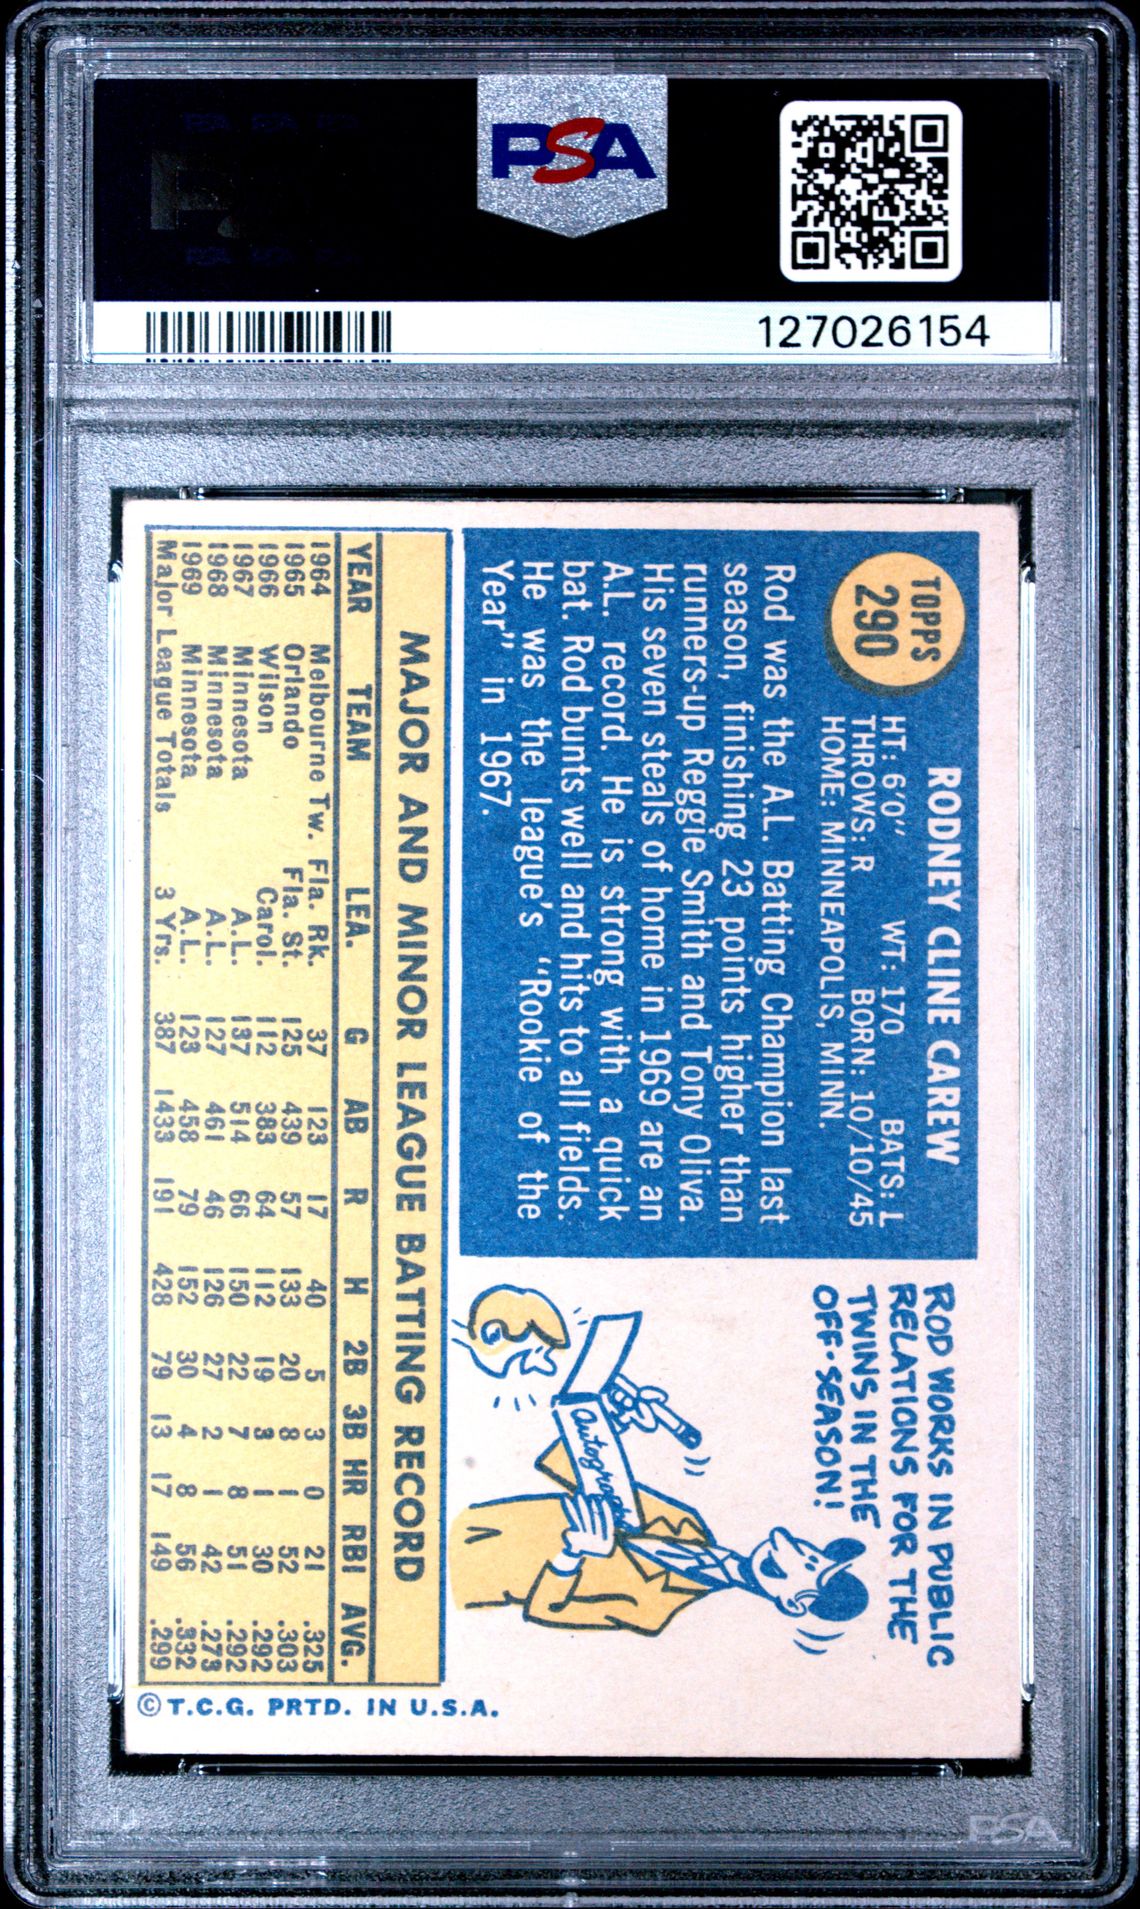 PSA
127026154
TOPPS
290
RODNEY CLINE CAREW
HT: 6'0" WT: 170 BATS: L
THROWS: R BORN: 10/10/45
HOME: MINNEAPOLIS, MINN.
Rod was the A.L. Batting Champion last
season, finishing 23 points higher than
runners-up Reggie Smith and Tony Oliva.
His seven steals of home in 1969 are an
A.L. record. He is strong with a quick
bat. Rod bunts well and hits to all fields.
He was the league's "Rookie of the
Year" in 1967.
ROD WORKS IN PUBLIC
RELATIONS FOR THE
TWINS IN THE
OFF-SEASON!
Autographs
MAJOR AND MINOR LEAGUE BATTING RECORD
YEAR TEAM LEA. G AB R H 2B 3B HR RBI AVG.
1964 Melbourne Tw. Fla. Rk. 37 123 17 40 5 3 0 21 .325
1965 Orlando Fla. St. 125 439 57 133 20 8 1 52 .303
1966 Wilson Carol. 112 383 64 112 19 3 1 30 .292
1967 Minnesota A.L. 137 514 66 150 22 7 8 51 .292
1968 Minnesota A.L. 127 461 46 126 27 2 1 42 .273
1969 Minnesota A.L. 123 458 79 152 30 4 8 56 .332
Major League Totals 3 Yrs. 387 1433 191 428 79 13 17 149 .299
© T.C.G. PRTD. IN U.S.A.
PSA